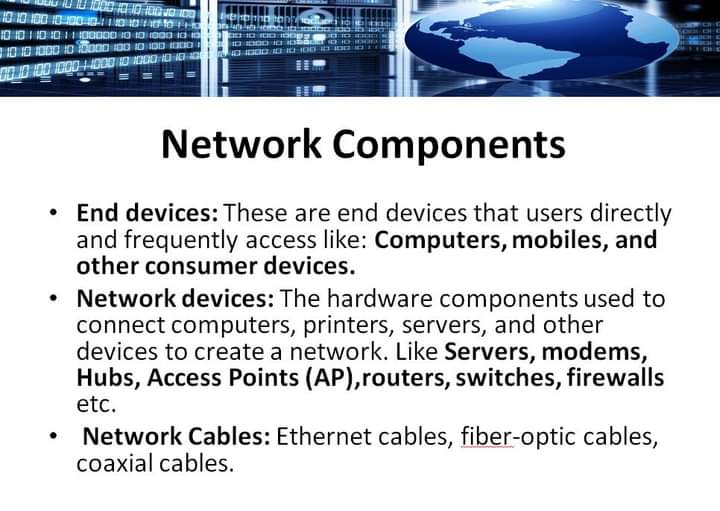 Network Components
• End devices: These are end devices that users directly
and frequently access like: Computers, mobiles, and
other consumer devices.
• Network devices: The hardware components used to
connect computers, printers, servers, and other
devices to create a network. Like Servers, modems,
Hubs, Access Points (AP),routers, switches, firewalls
etc.
• Network Cables: Ethernet cables, fiber-optic cables,
coaxial cables.